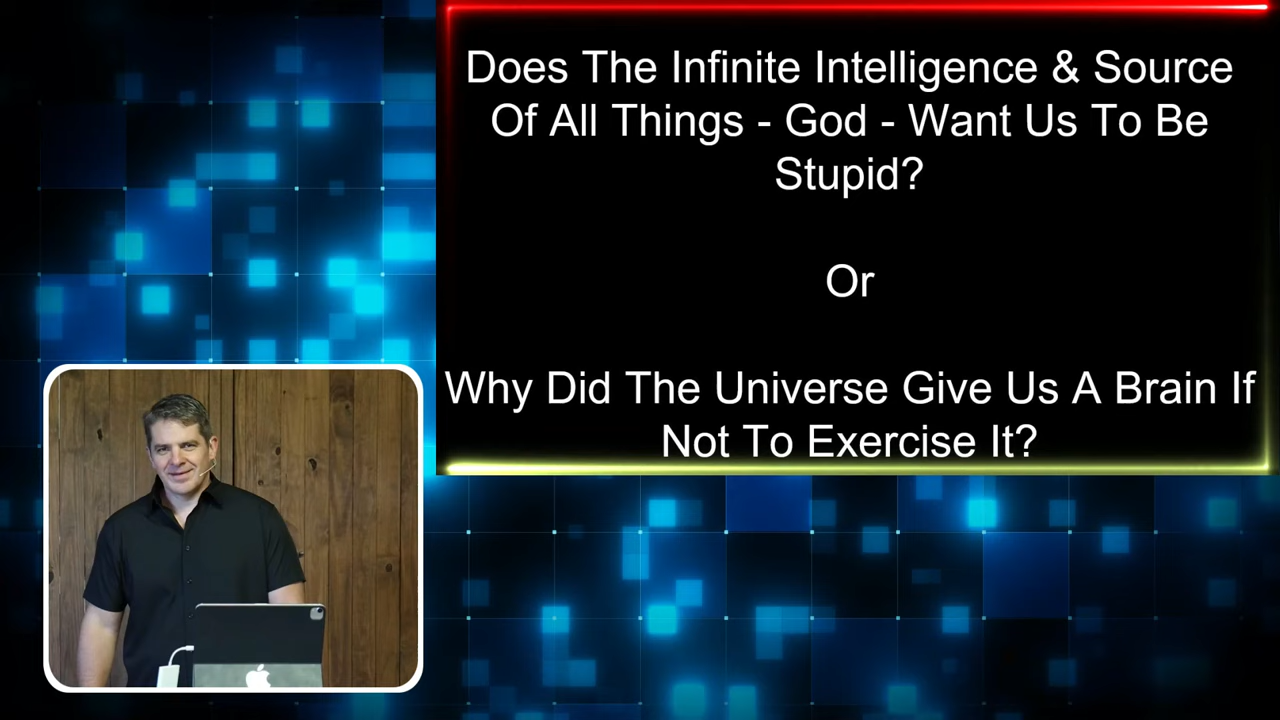 Does The Infinite Intelligence & Source
Of All Things - God - Want Us To Be
Stupid?
Or
Why Did The Universe Give Us A Brain If
Not To Exercise It?